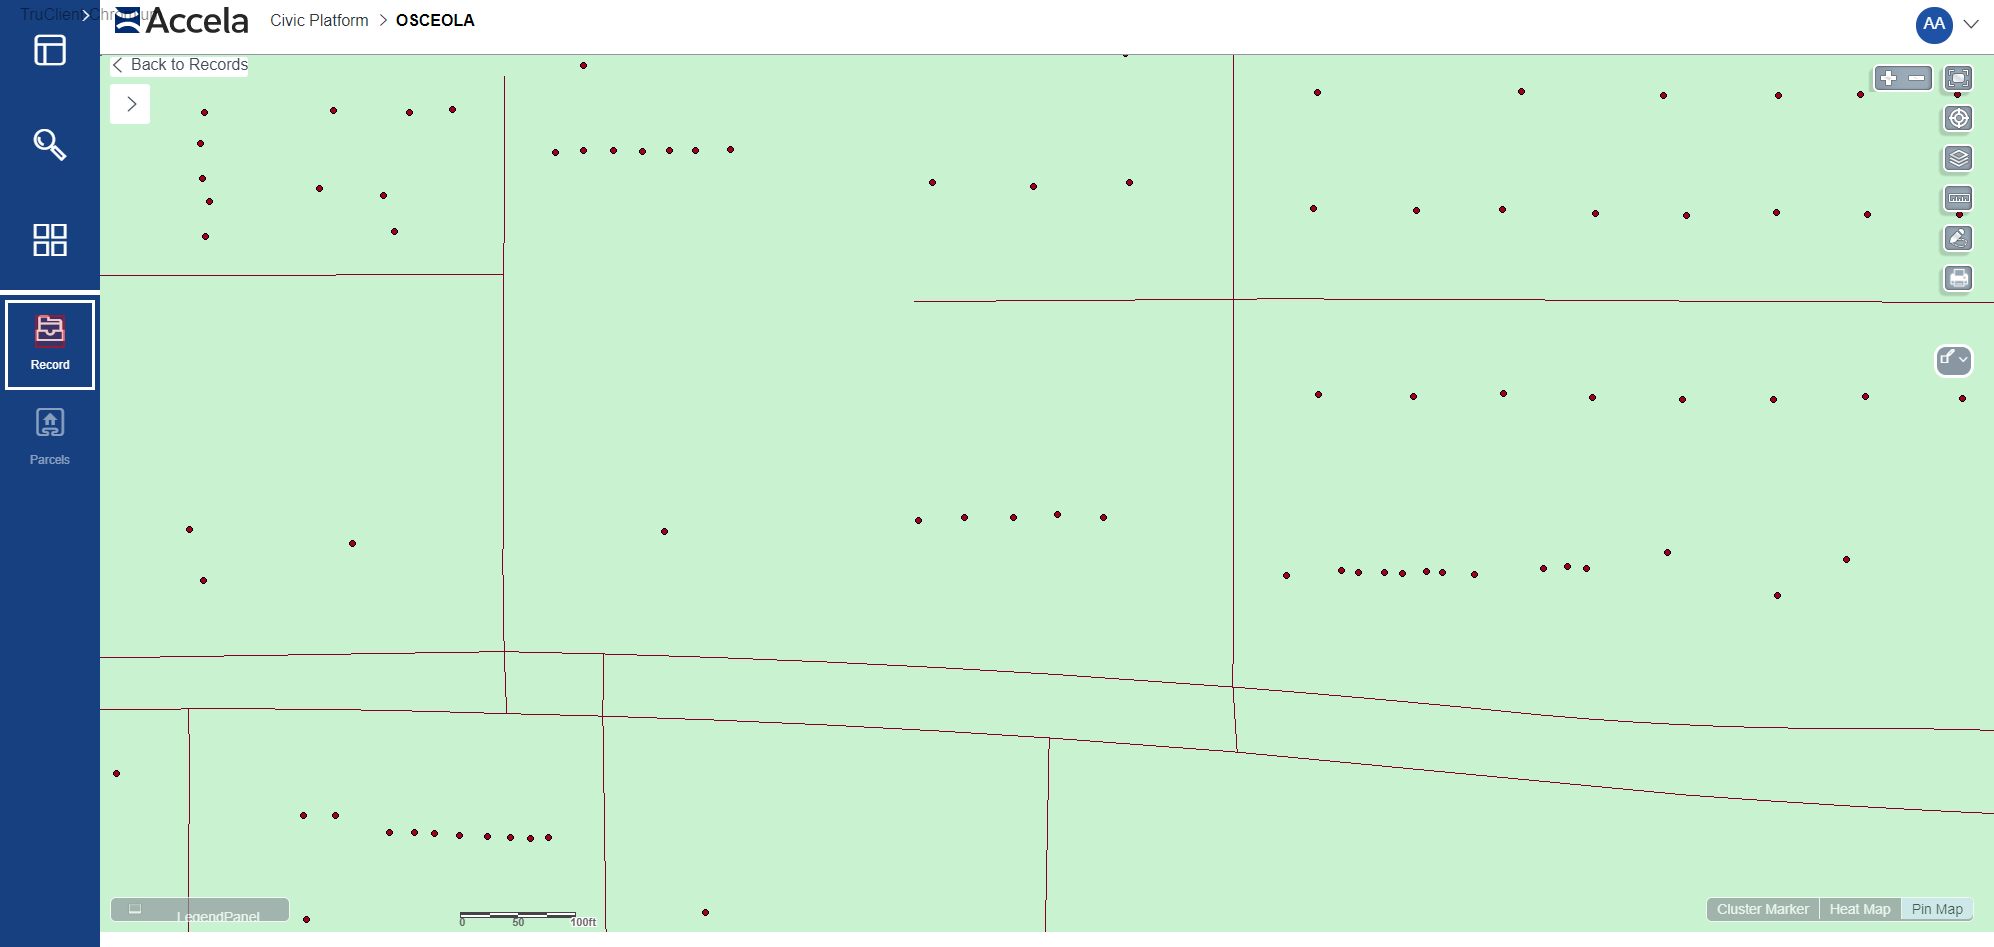 TruClient Chromium
Accela
Civic Platform > OSCEOLA
AA
Back to Records
Record
Parcels
LegendPanel
0 50 100ft
Cluster Marker Heat Map Pin Map